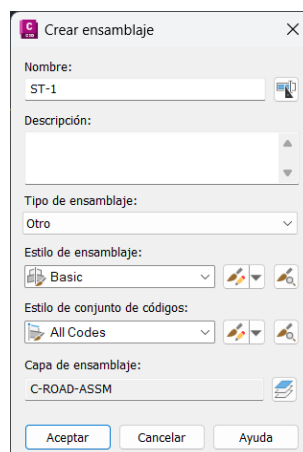 Crear ensamblaje
Nombre:
ST-1
Descripción:
Tipo de ensamblaje:
Otro
Estilo de ensamblaje:
Basic
Estilo de conjunto de códigos:
All Codes
Capa de ensamblaje:
C-ROAD-ASSM
Aceptar Cancelar Ayuda